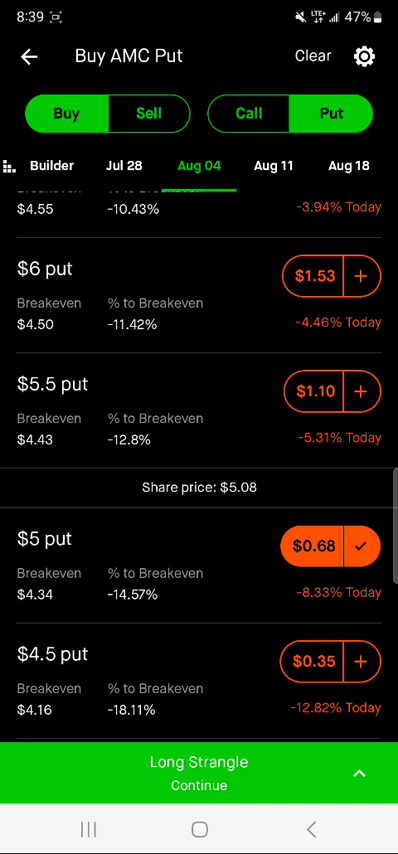 8:39 LTE+ 47%
Buy AMC Put Clear
Buy Sell Call Put
Builder Jul 28 Aug 04 Aug 11 Aug 18
$4.55 -10.43% -3.94% Today
$6 put $1.53 +
Breakeven % to Breakeven
$4.50 -11.42% -4.46% Today
$5.5 put $1.10 +
Breakeven % to Breakeven
$4.43 -12.8% -5.31% Today
Share price: $5.08
$5 put $0.68
Breakeven % to Breakeven
$4.34 -14.57% -8.33% Today
$4.5 put $0.35 +
Breakeven % to Breakeven
$4.16 -18.11% -12.82% Today
Long Strangle
Continue